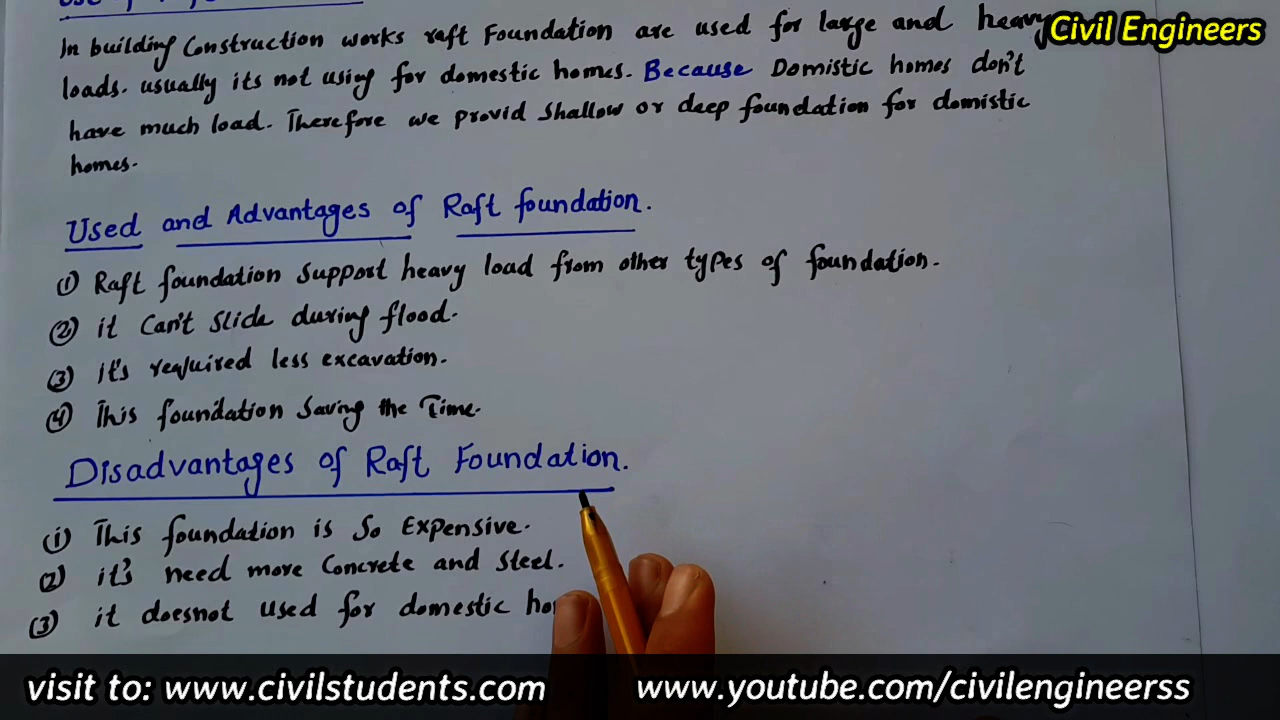 In building Construction works raft Foundation are used for large and heavy
Civil Engineers
loads. usually its not using for domestic homes. Because Domistic homes don't
have much load. Therefore we provid shallow or deep foundation for domistic
homes.
Used and Advantages of Raft foundation.
(1) Raft foundation support heavy load from other types of foundation.
(2) it Can't slide during flood.
(3) it's reqjuired less excavation.
(4) This foundation saving the Time.
Disadvantages of Raft Foundation.
(1) This foundation is So Expensive.
(2) it's need more Concrete and Steel.
(3) it doesnot used for domestic
visit to: www.civilstudents.com
www.youtube.com/civilengineerss